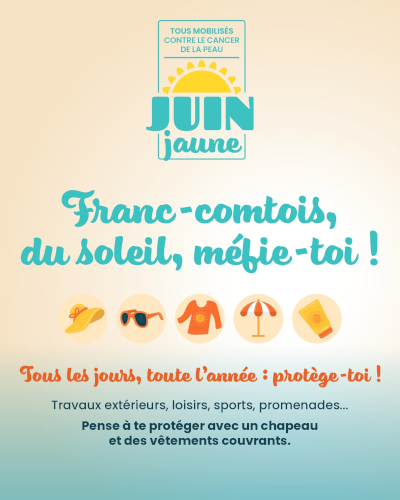 TOUS MOBILISÉS
CONTRE LE CANCER
DE LA PEAU
JUIN
jaune
Franc-comtois,
du soleil, méfie-toi !
Tous les jours, toute l'année : protège-toi !
Travaux extérieurs, loisirs, sports, promenades...
Pense à te protéger avec un chapeau
et des vêtements couvrants.